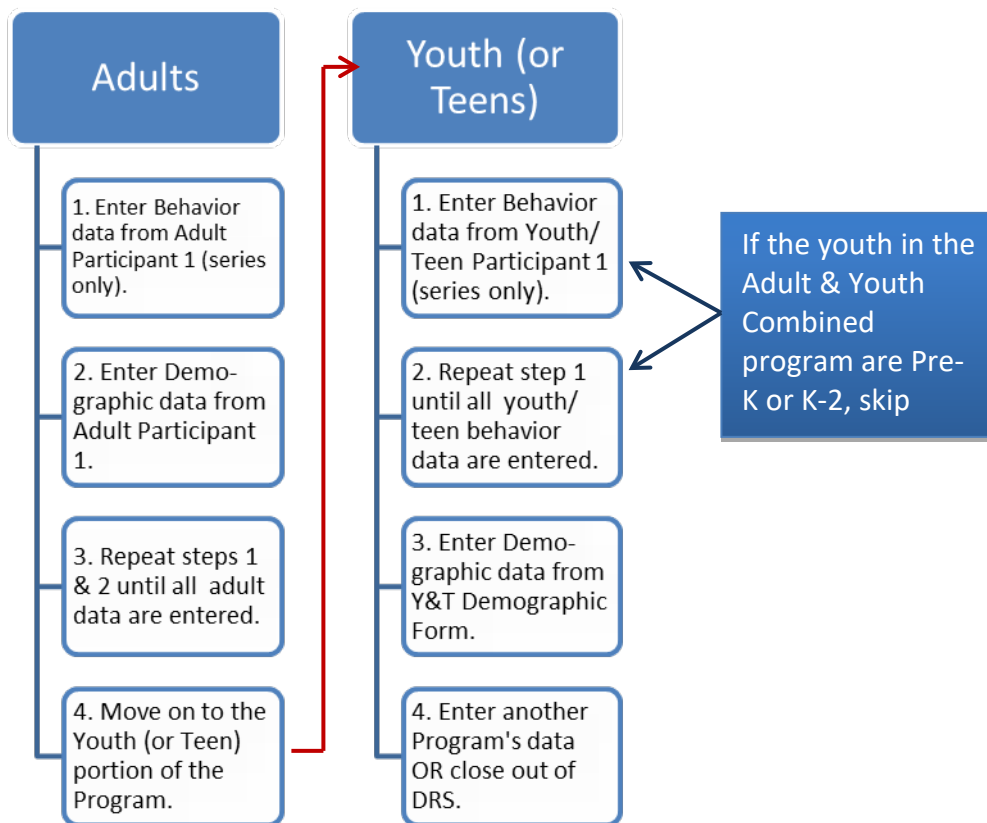 Adults
1. Enter Behavior
data from Adult
Participant 1 (series
only).
2. Enter Demo-
graphic data from
Adult Participant
1.
3. Repeat steps 1
& 2 until all adult
data are entered.
4. Move on to the
Youth (or Teen)
portion of the
Program.
Youth (or
Teens)
1. Enter Behavior
data from Youth/
Teen Participant 1
(series only).
2. Repeat step 1
until all youth/
teen behavior
data are entered.
3. Enter Demo-
graphic data from
Y&T Demographic
Form.
4. Enter another
Program's data
OR close out of
DRS.
If the youth in the
Adult & Youth
Combined
program are Pre-
K or K-2, skip